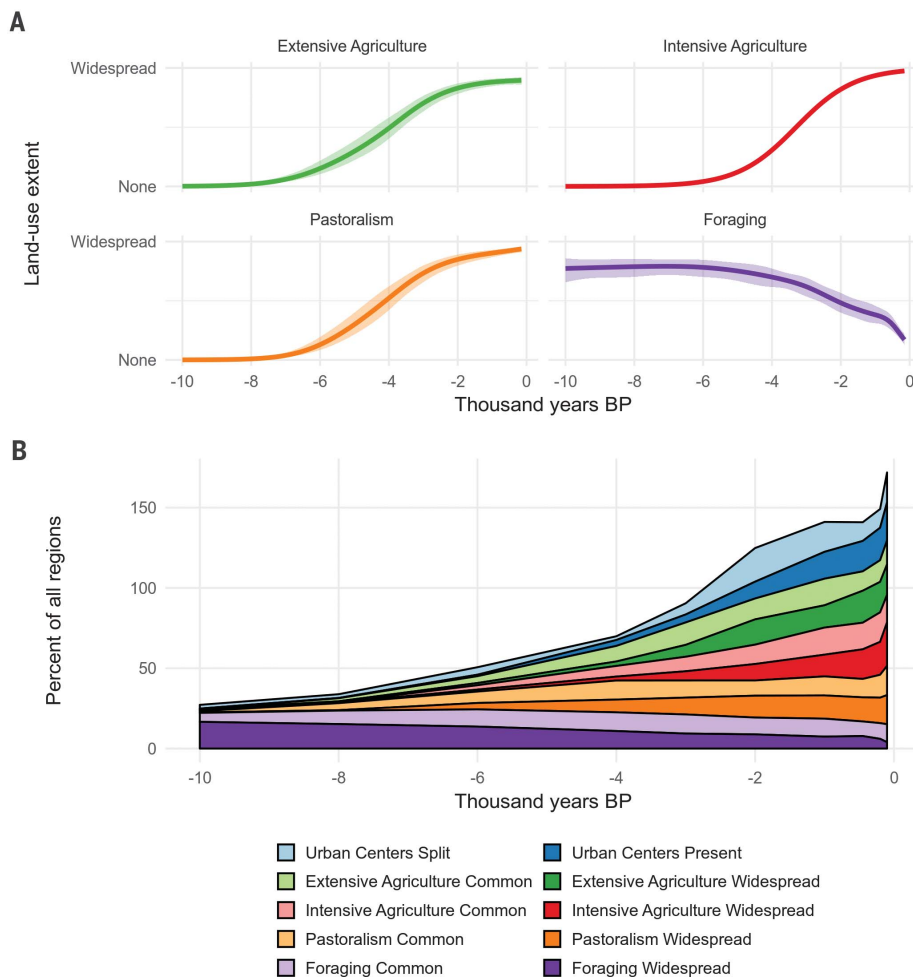 A
Extensive Agriculture
Intensive Agriculture
Widespread
None
Pastoralism
Foraging
Widespread
None
Land-use extent
-10 -8 -6 -4 -2 0
-10 -8 -6 -4 -2 0
Thousand years BP
B
150
100
50
0
Percent of all regions
-10 -8 -6 -4 -2 0
Thousand years BP
Urban Centers Split
Urban Centers Present
Extensive Agriculture Common
Extensive Agriculture Widespread
Intensive Agriculture Common
Intensive Agriculture Widespread
Pastoralism Common
Pastoralism Widespread
Foraging Common
Foraging Widespread